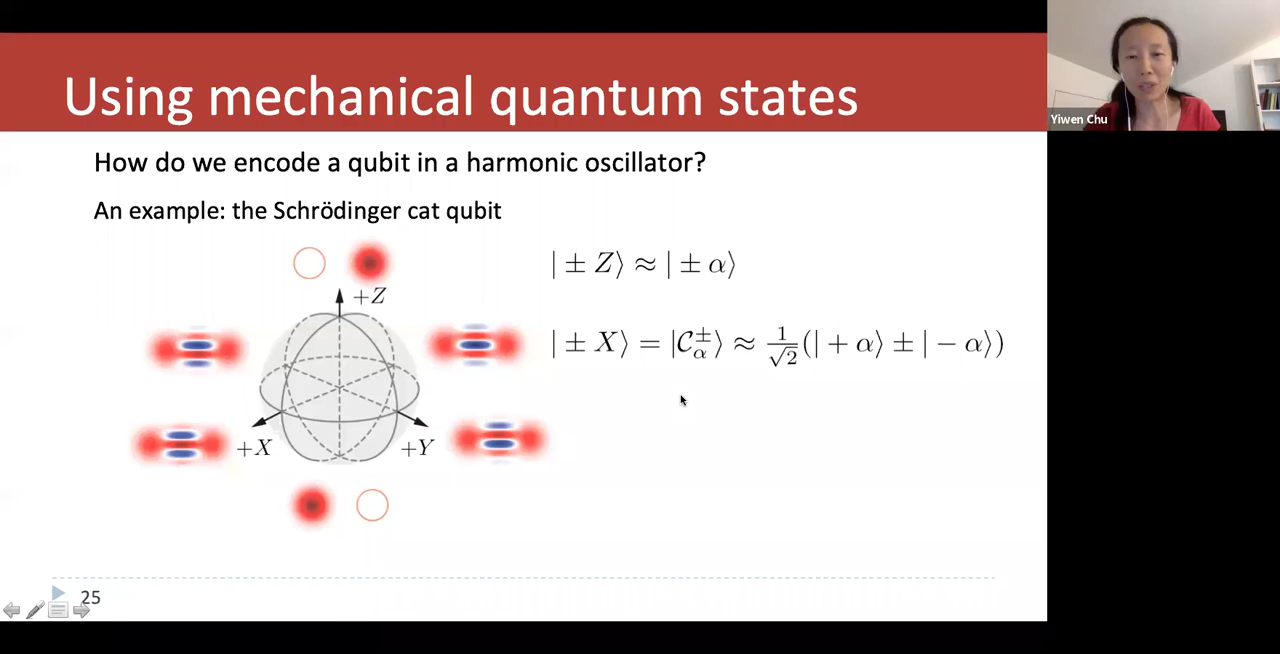 Using mechanical quantum states
Yiwen Chu
How do we encode a qubit in a harmonic oscillator?
An example: the Schrödinger cat qubit
+Z
+X
+Y
| ± Z⟩ ≈ | ± α⟩
| ± X⟩ = |𝒞α±⟩ ≈ 1/√2 (| + α⟩ ± | − α⟩)
25